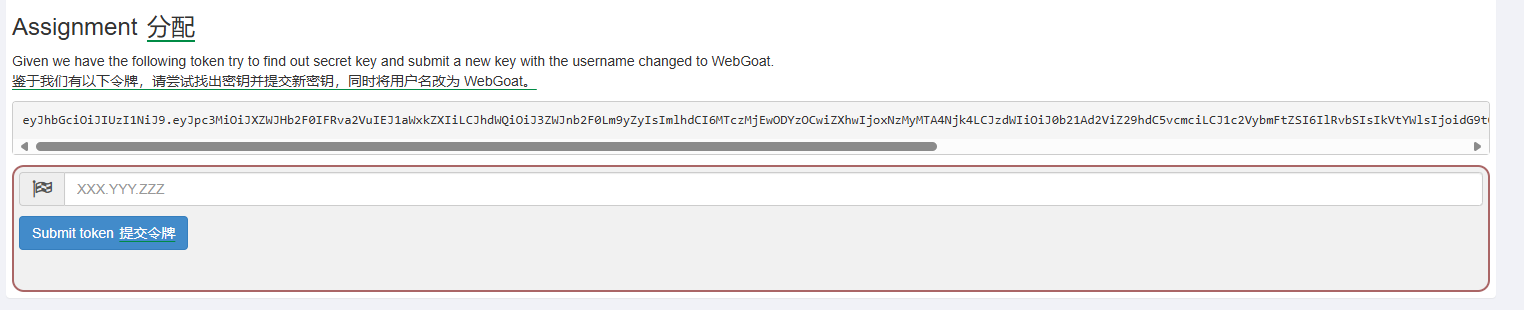 Assignment 分配
Given we have the following token try to find out secret key and submit a new key with the username changed to WebGoat.
鉴于我们有以下令牌，请尝试找出密钥并提交新密钥，同时将用户名改为 WebGoat。
eyJhbGciOiJIUzI1NiJ9.eyJpc3MiOiJXZWJHb2F0IFRva2VuIEJ1aWxkZXIiLCJhdWQiOiJ3ZWJnb2F0Lm9yZyIsImlhdCI6MTczMjEwODYzOCwiZXhwIjoxNzMyMTA4Njk4LCJzdWIiOiJ0b21Ad2ViZ29hdC5vcmciLCJ1c2VybmFtZSI6IlRvbSIsIkVtYWlsIjoidG9t
XXX.YYY.ZZZ
Submit token 提交令牌